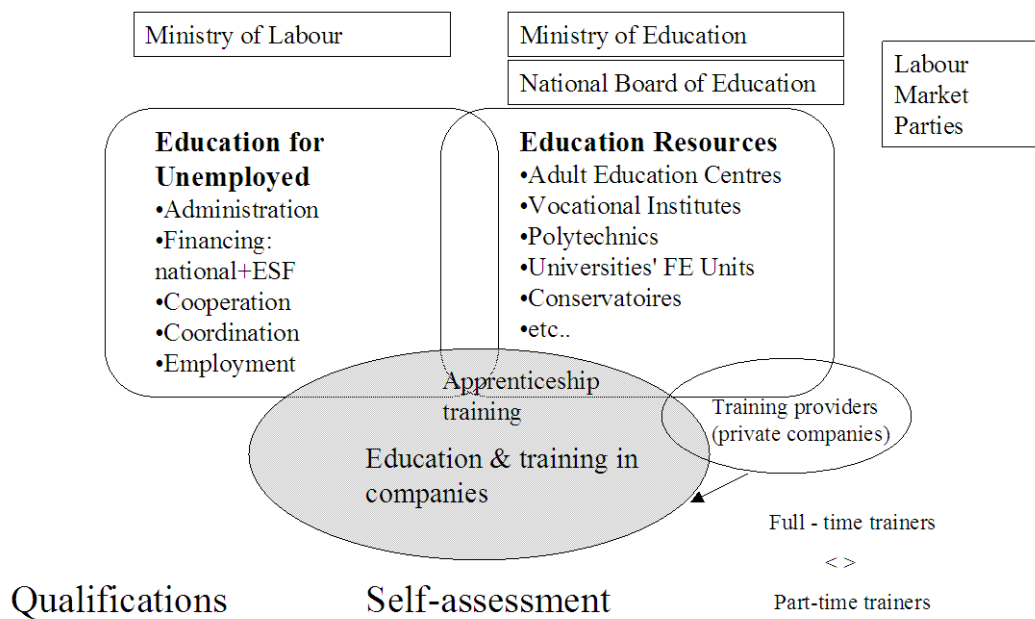 Ministry of Labour
Ministry of Education
National Board of Education
Labour
Market
Parties
Education for
Unemployed
•Administration
•Financing:
national+ESF
•Cooperation
•Coordination
•Employment
Education Resources
•Adult Education Centres
•Vocational Institutes
•Polytechnics
•Universities' FE Units
•Conservatoires
•etc..
Apprenticeship
training
Training providers
(private companies)
Education & training in
companies
Full - time trainers
< >
Part-time trainers
Qualifications
Self-assessment